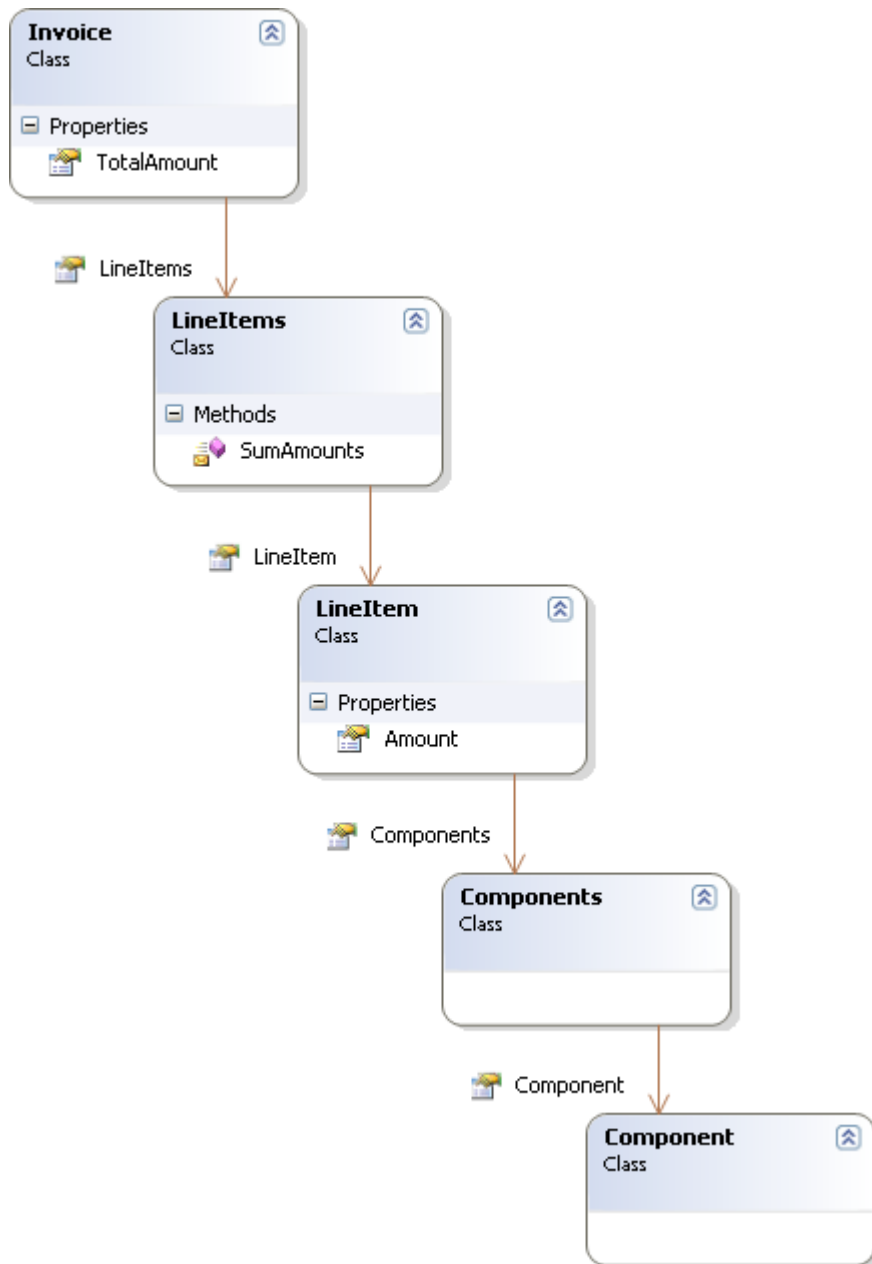 Invoice
Class
Properties
TotalAmount
LineItems
LineItems
Class
Methods
SumAmounts
LineItem
LineItem
Class
Properties
Amount
Components
Components
Class
Component
Component
Class